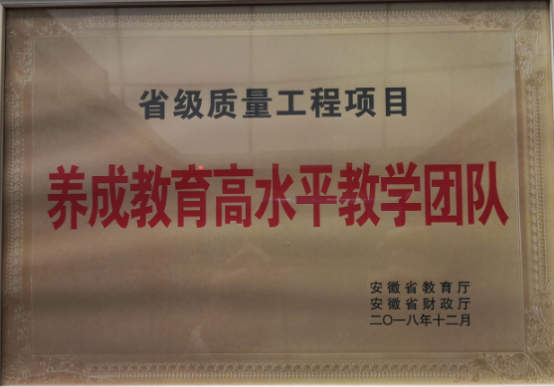 省级质量工程项目
养成教育高水平教学团队
安徽省教育厅
安徽省财政厅
二〇一八年十二月